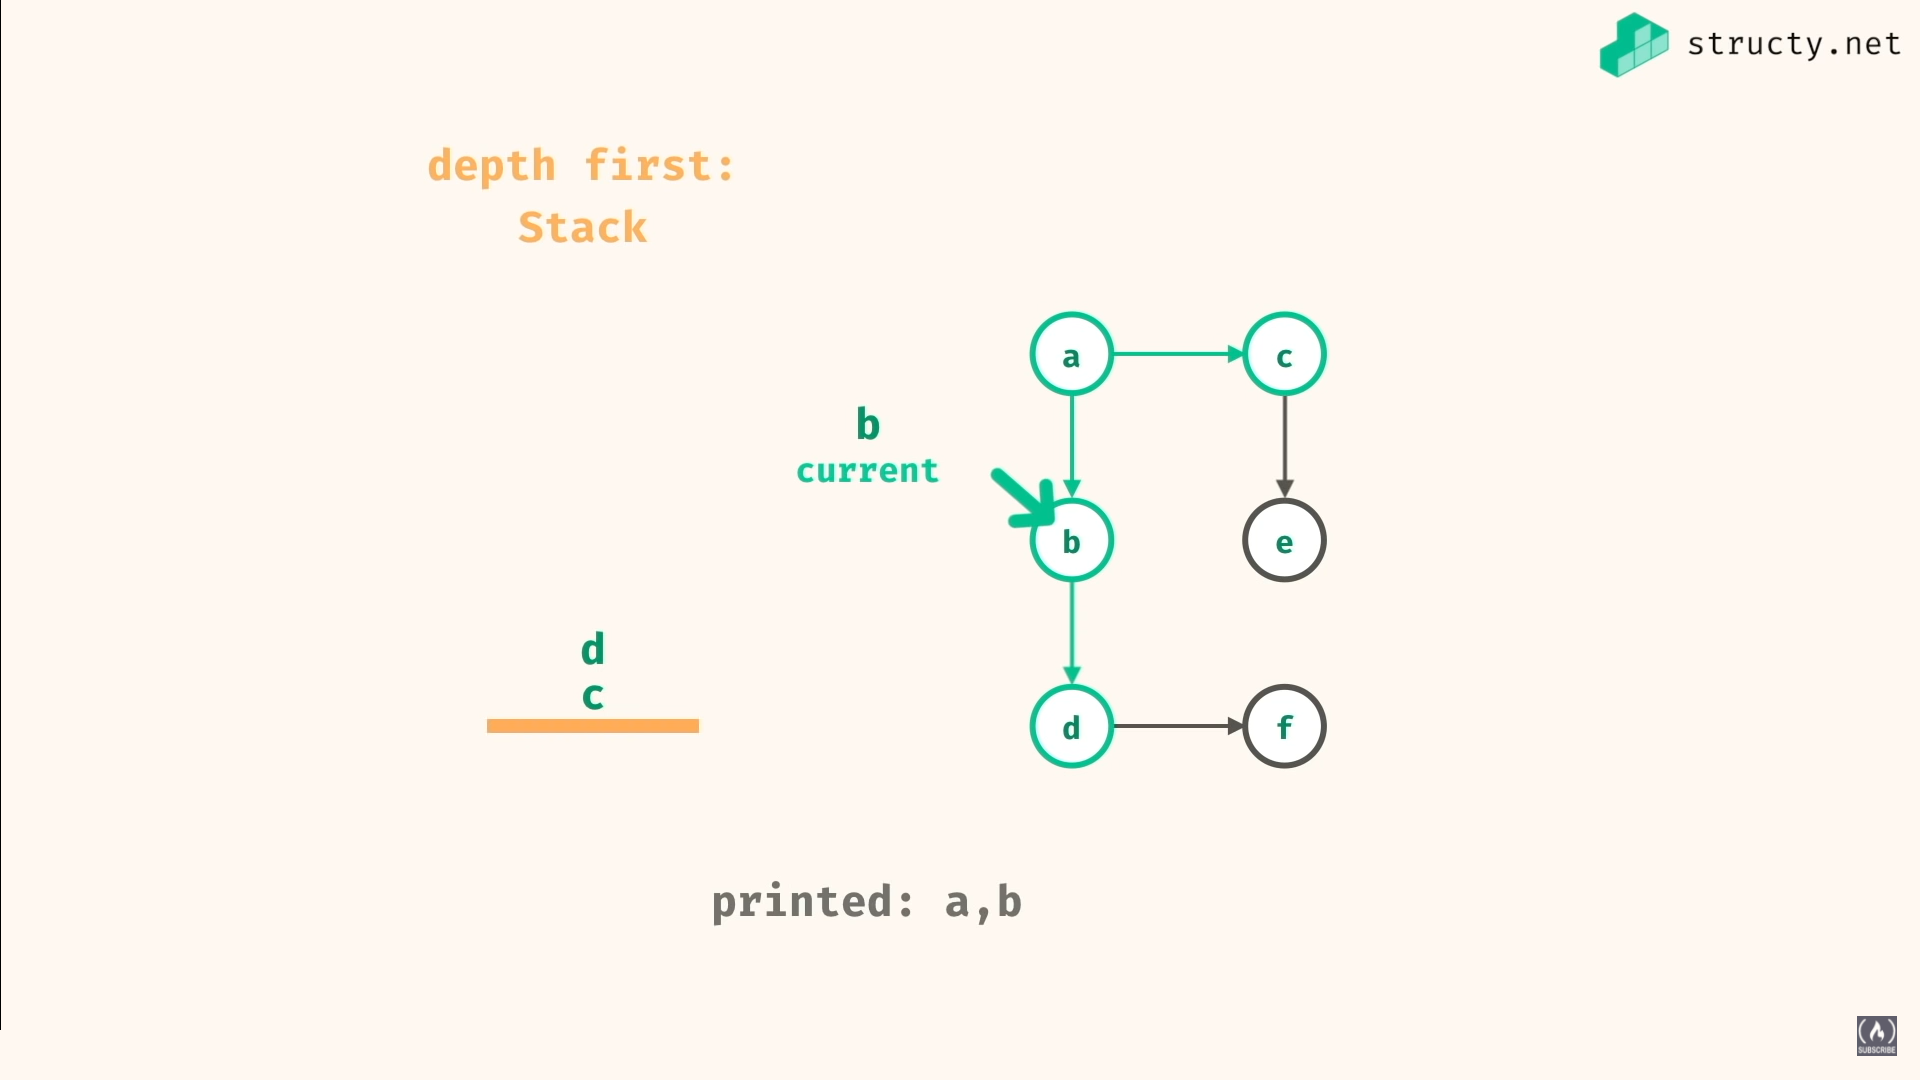 structy.net
depth first:
Stack
a
c
b
current
b
e
d
c
d
f
printed: a,b
SUBSCRIBE